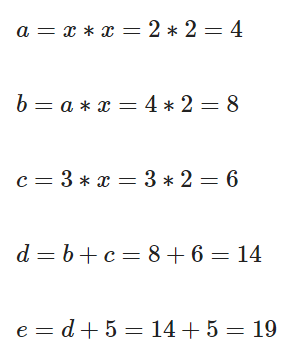 a = x * x = 2 * 2 = 4
b = a * x = 4 * 2 = 8
c = 3 * x = 3 * 2 = 6
d = b + c = 8 + 6 = 14
e = d + 5 = 14 + 5 = 19